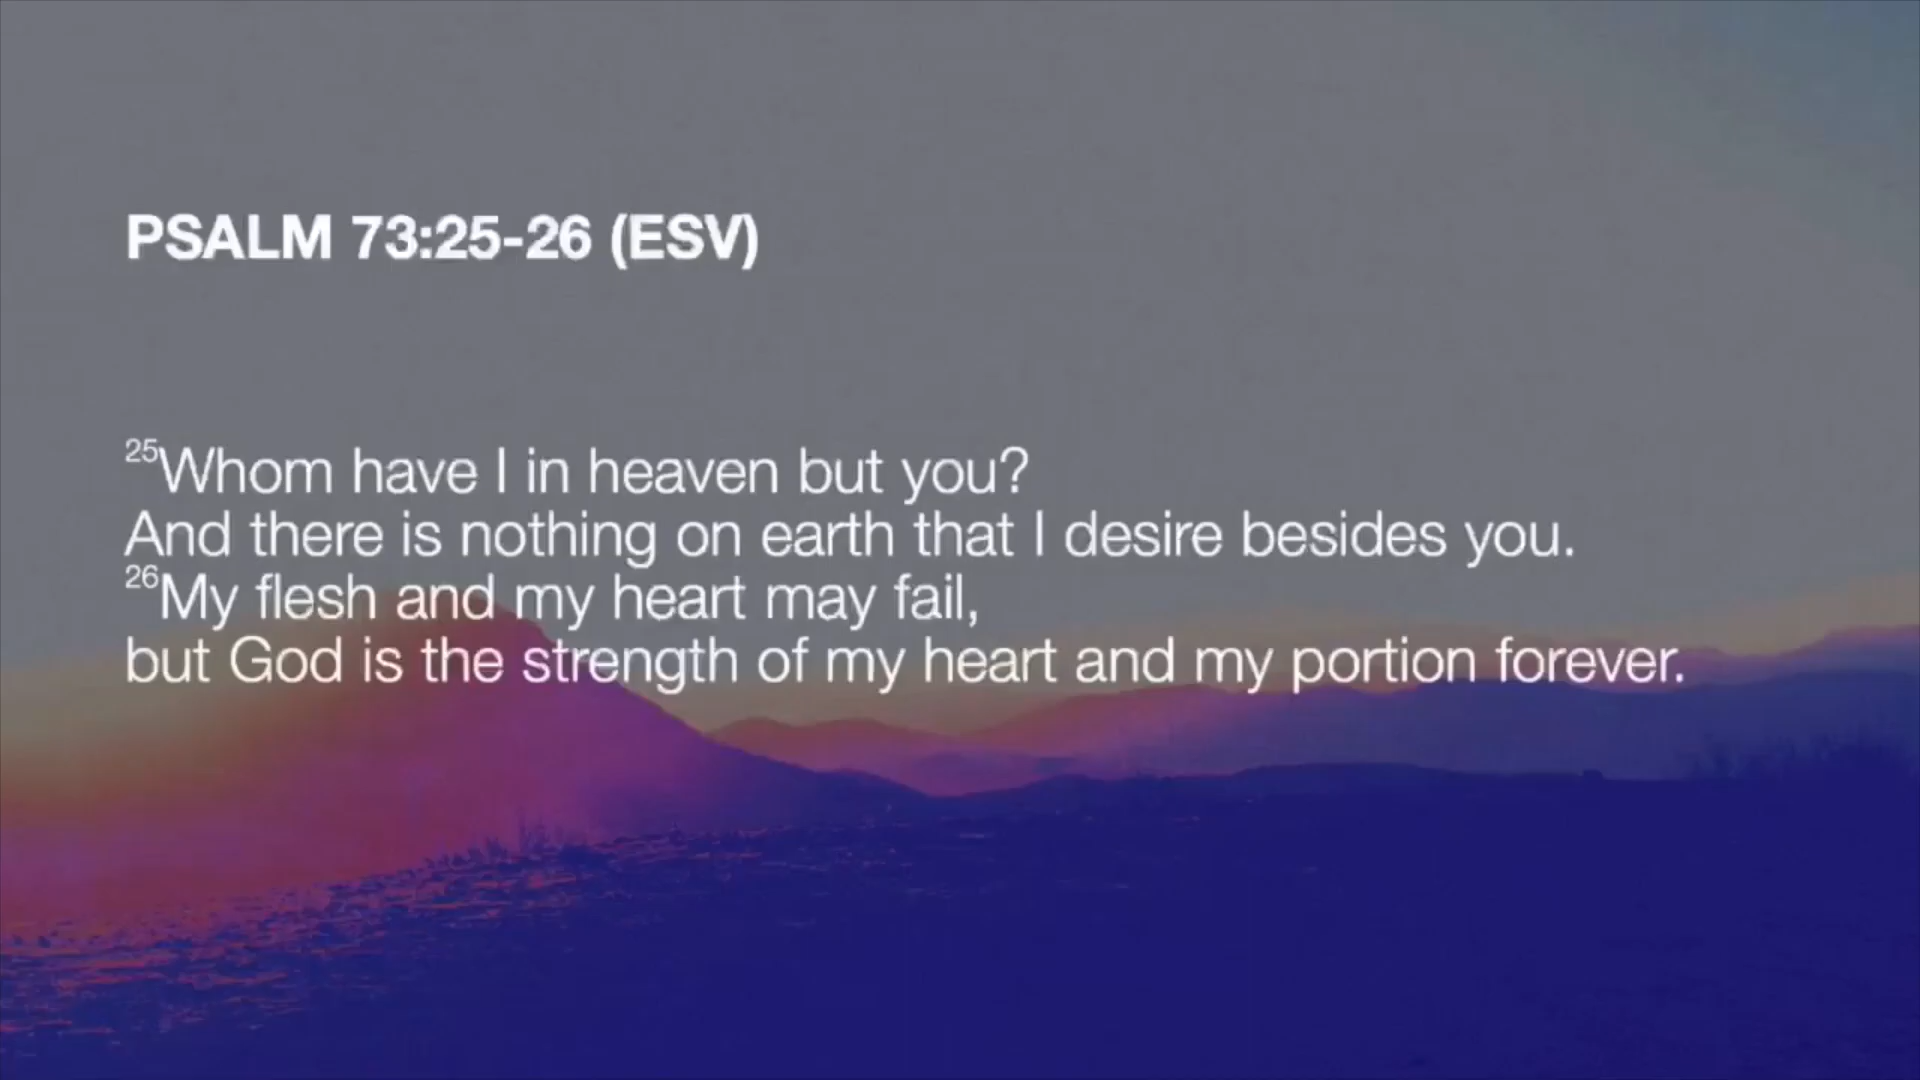 PSALM 73:25-26 (ESV)
25Whom have I in heaven but you?
And there is nothing on earth that I desire besides you.
26My flesh and my heart may fail,
but God is the strength of my heart and my portion forever.